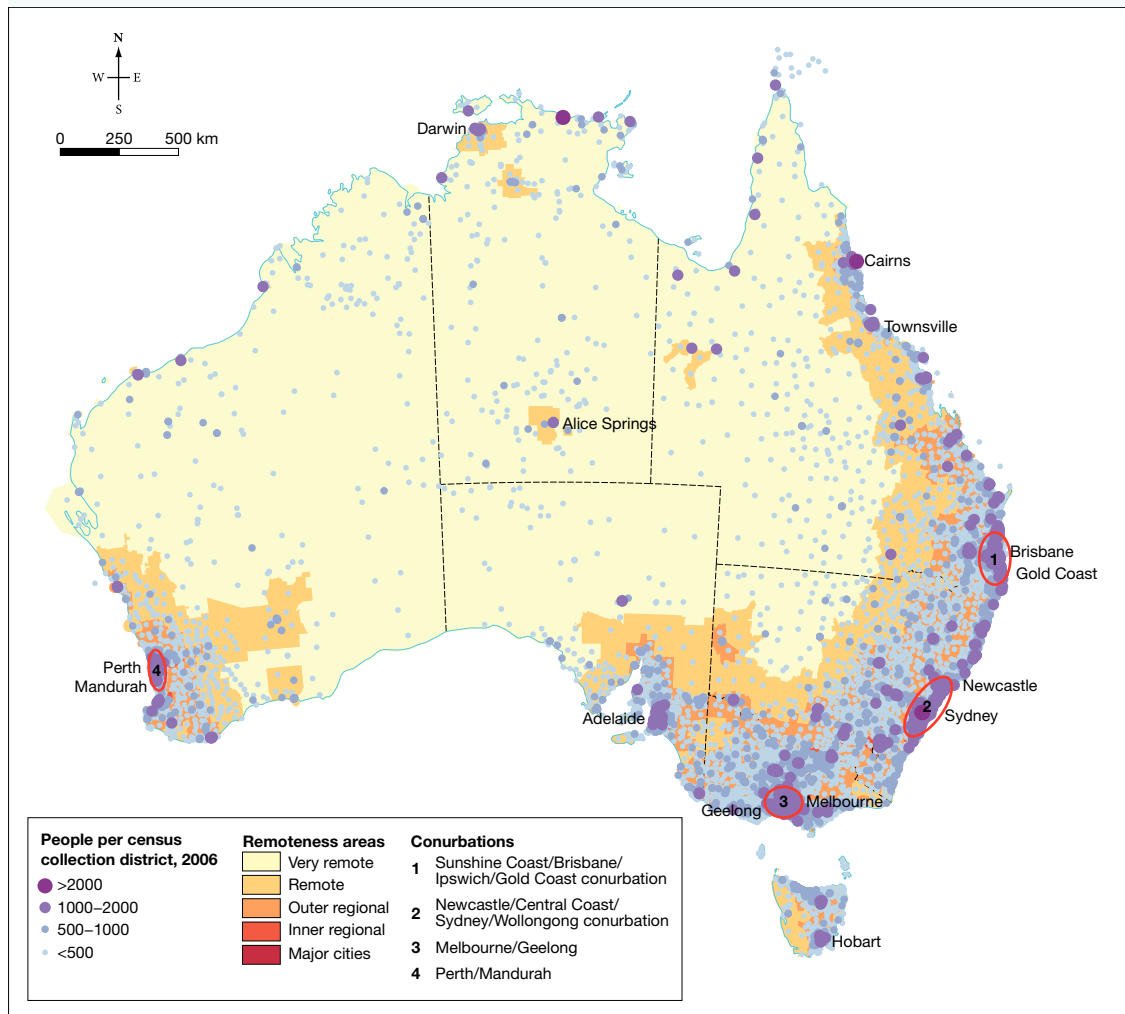 N
W E
S
0 250 500 km
Darwin
Cairns
Townsville
Alice Springs
1
Brisbane
Gold Coast
Perth
4
Mandurah
Newcastle
2
Sydney
Adelaide
3
Melbourne
Geelong
Hobart
People per census
collection district, 2006
>2000
1000–2000
500–1000
<500
Remoteness areas
Very remote
Remote
Outer regional
Inner regional
Major cities
Conurbations
1 Sunshine Coast/Brisbane/
Ipswich/Gold Coast conurbation
2 Newcastle/Central Coast/
Sydney/Wollongong conurbation
3 Melbourne/Geelong
4 Perth/Mandurah